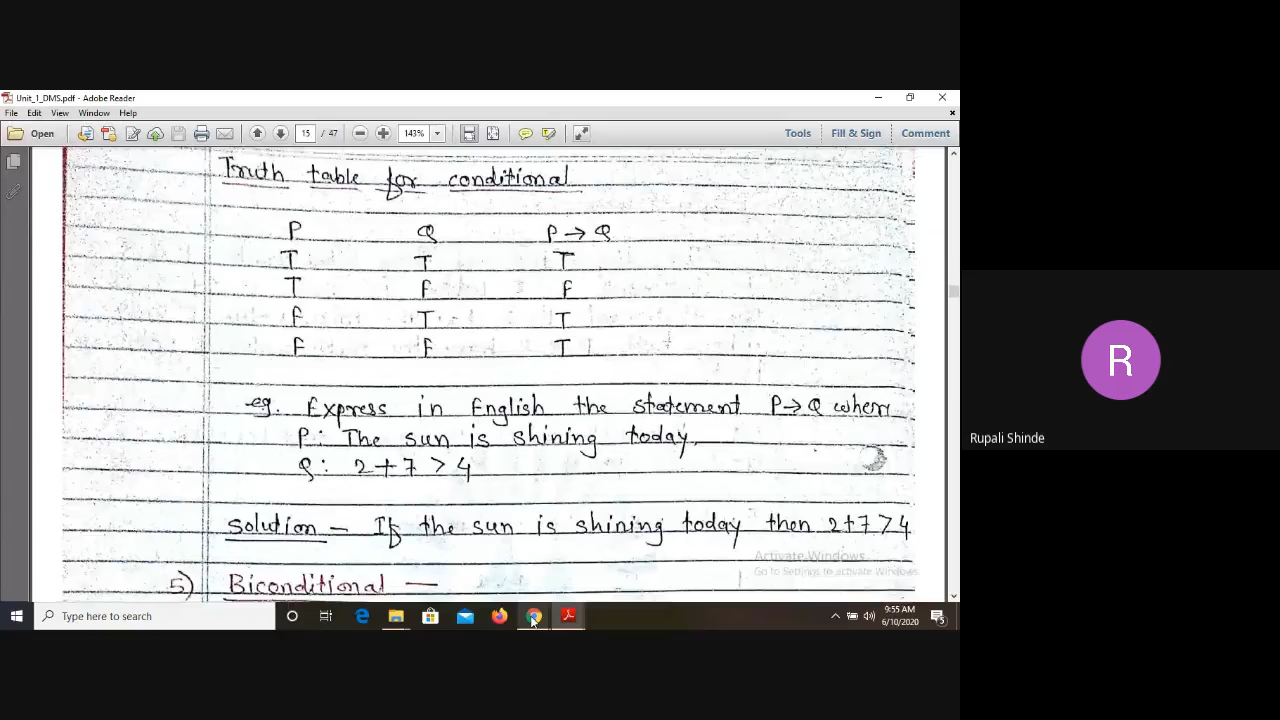 Unit_1_DMS.pdf - Adobe Reader
File Edit View Window Help
Open 15 / 47 143% Tools Fill & Sign Comment
Truth table for conditional
P Q P → Q
T T T
T F F
F T T
F F T
eg. Express in English the statement P → Q when
P: The sun is shining today.
Q: 2+7 > 4
Solution — If the sun is shining today then 2+7 > 4
Activate Windows
Go to Settings to activate Windows.
5) Biconditional —
Type here to search
9:55 AM
6/10/2020
5
R
Rupali Shinde